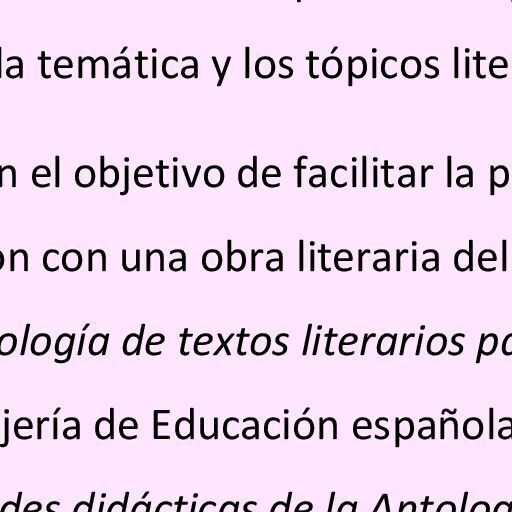 la temática y los tópicos lite
n el objetivo de facilitar la p
on con una obra literaria del
ología de textos literarios pa
jería de Educación española
des didácticas de la Antolog